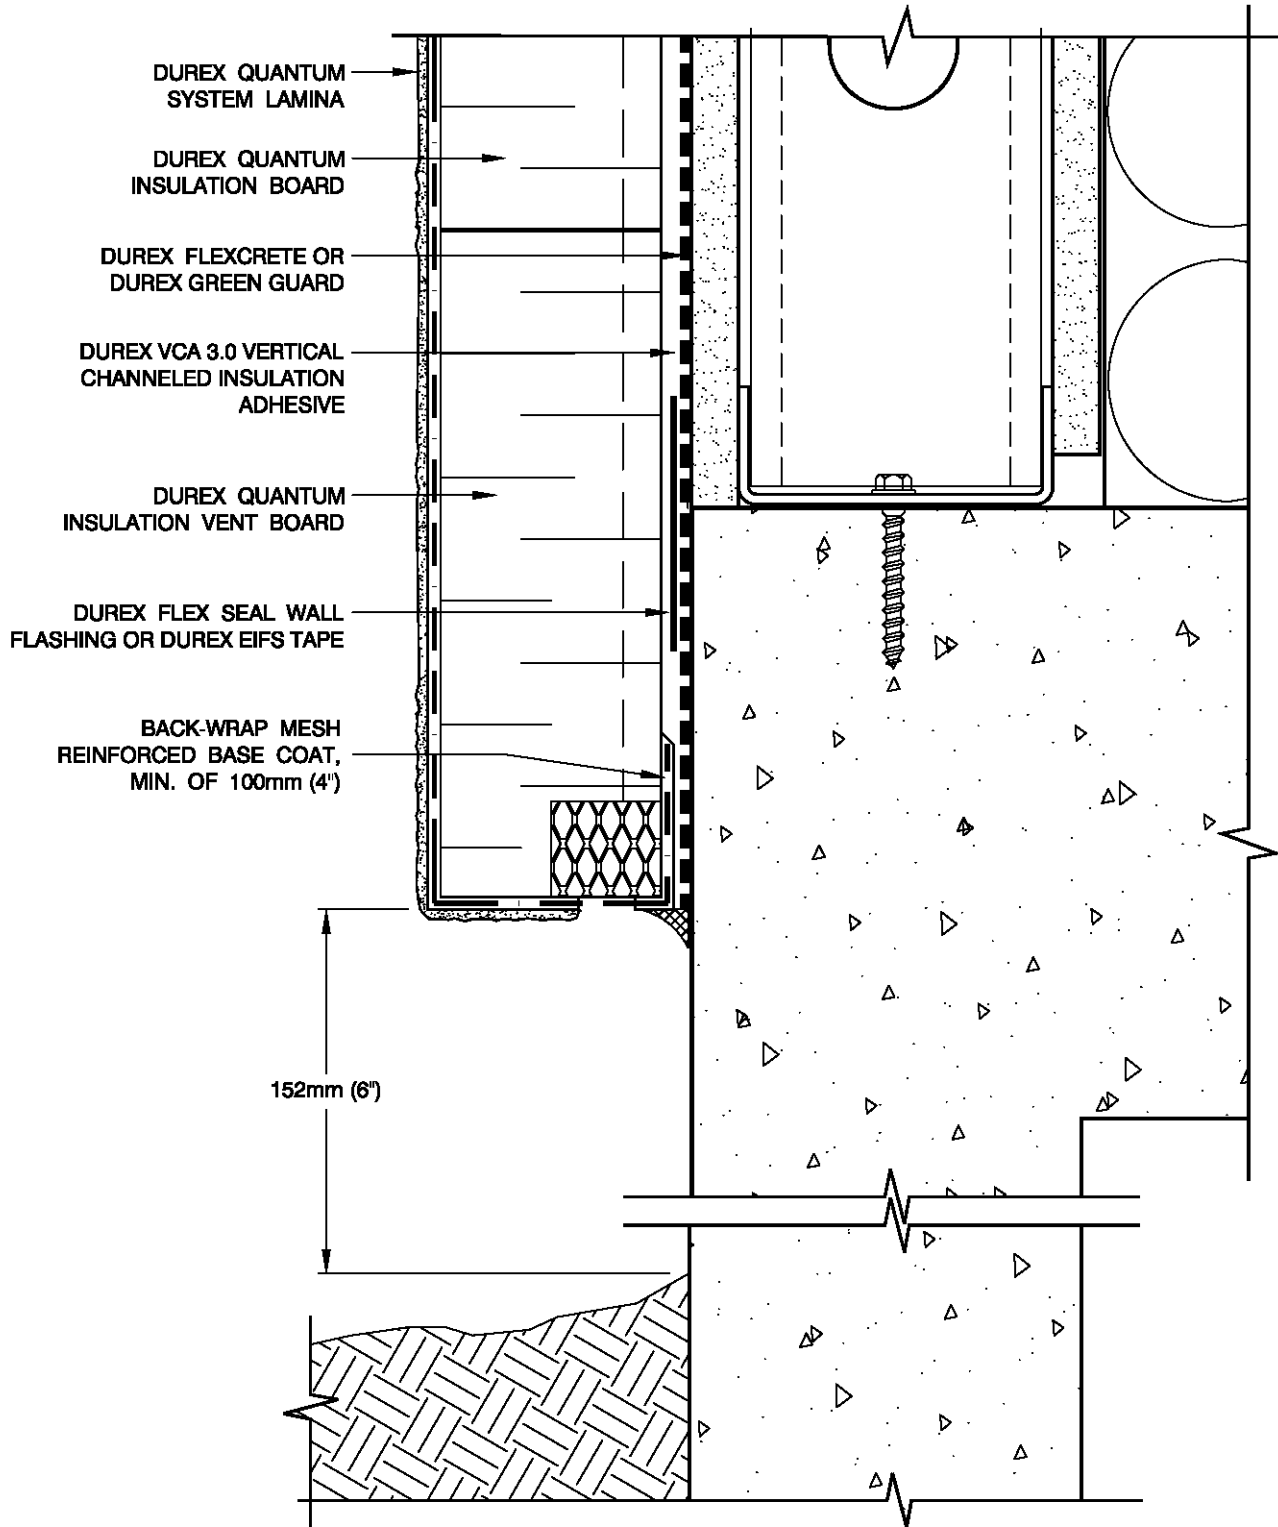 DUREX QUANTUM
SYSTEM LAMINA
DUREX QUANTUM
INSULATION BOARD
DUREX FLEXCRETE OR
DUREX GREEN GUARD
DUREX VCA 3.0 VERTICAL
CHANNELED INSULATION
ADHESIVE
DUREX QUANTUM
INSULATION VENT BOARD
DUREX FLEX SEAL WALL
FLASHING OR DUREX EIFS TAPE
BACK-WRAP MESH
REINFORCED BASE COAT,
MIN. OF 100mm (4")
152mm (6")